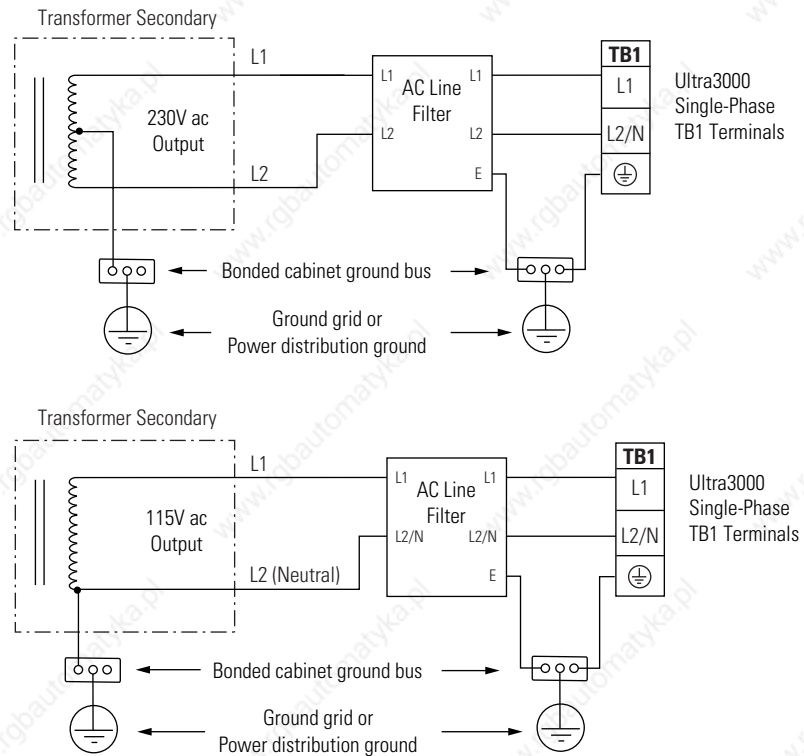 Transformer Secondary
L1
230V ac
Output
L2
L1
L1
AC Line
Filter
L2
L2
E
TB1
L1
L2/N
Ultra3000
Single-Phase
TB1 Terminals
Bonded cabinet ground bus
Ground grid or
Power distribution ground
Transformer Secondary
L1
115V ac
Output
L2 (Neutral)
L1
L1
AC Line
Filter
L2/N
L2/N
E
TB1
L1
L2/N
Ultra3000
Single-Phase
TB1 Terminals
Bonded cabinet ground bus
Ground grid or
Power distribution ground
www.rgbautomatyka.pl